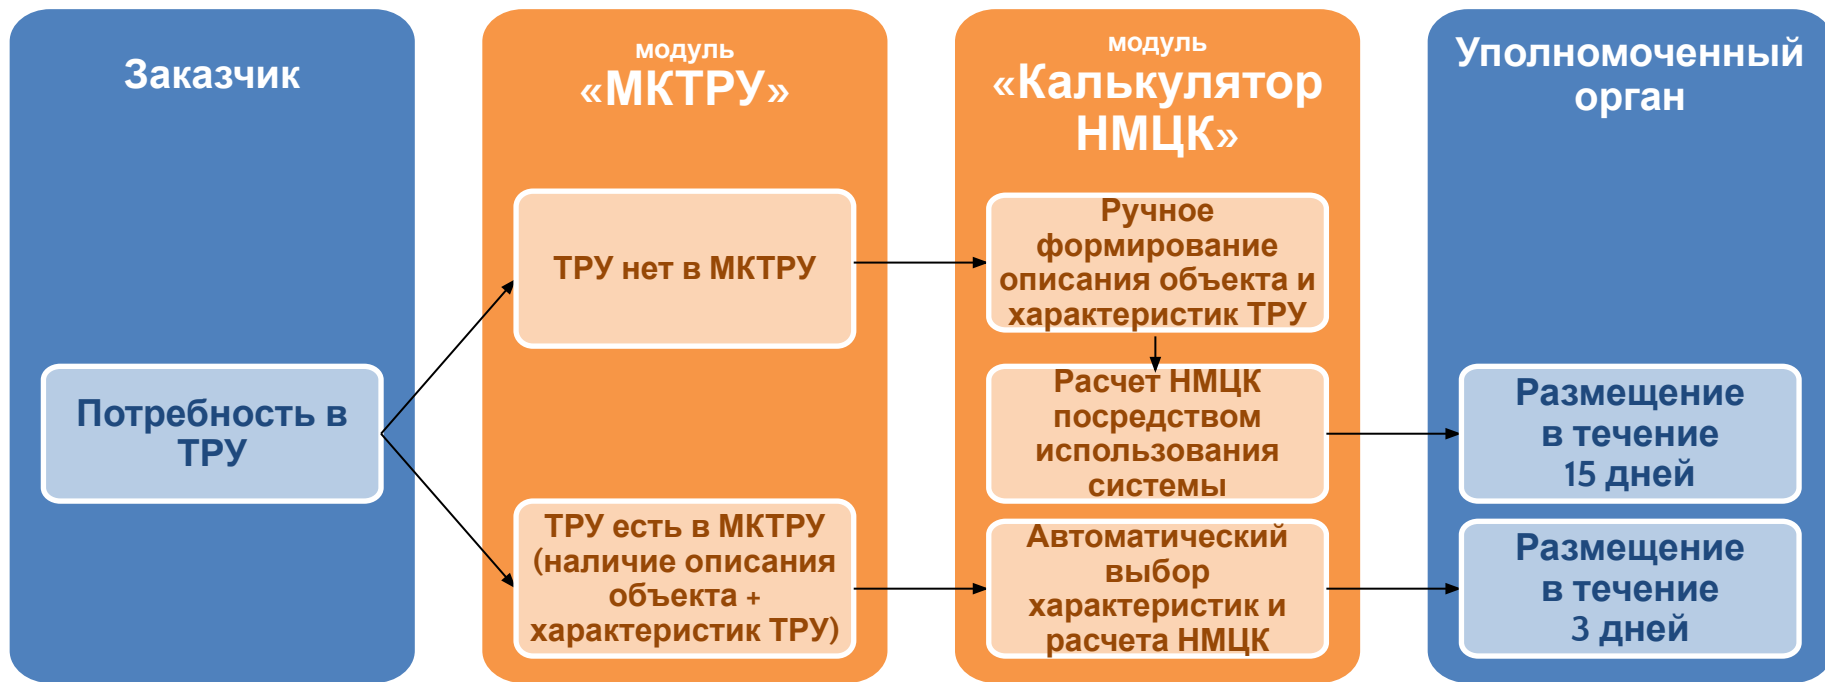 Заказчик
Потребность в
ТРУ
модуль
«МКТРУ»
ТРУ нет в МКТРУ
ТРУ есть в МКТРУ
(наличие описания
объекта +
характеристик ТРУ)
модуль
«Калькулятор
НМЦК»
Ручное
формирование
описания объекта и
характеристик ТРУ
Расчет НМЦК
посредством
использования
системы
Автоматический
выбор
характеристик и
расчета НМЦК
Уполномоченный
орган
Размещение
в течение
15 дней
Размещение
в течение
3 дней